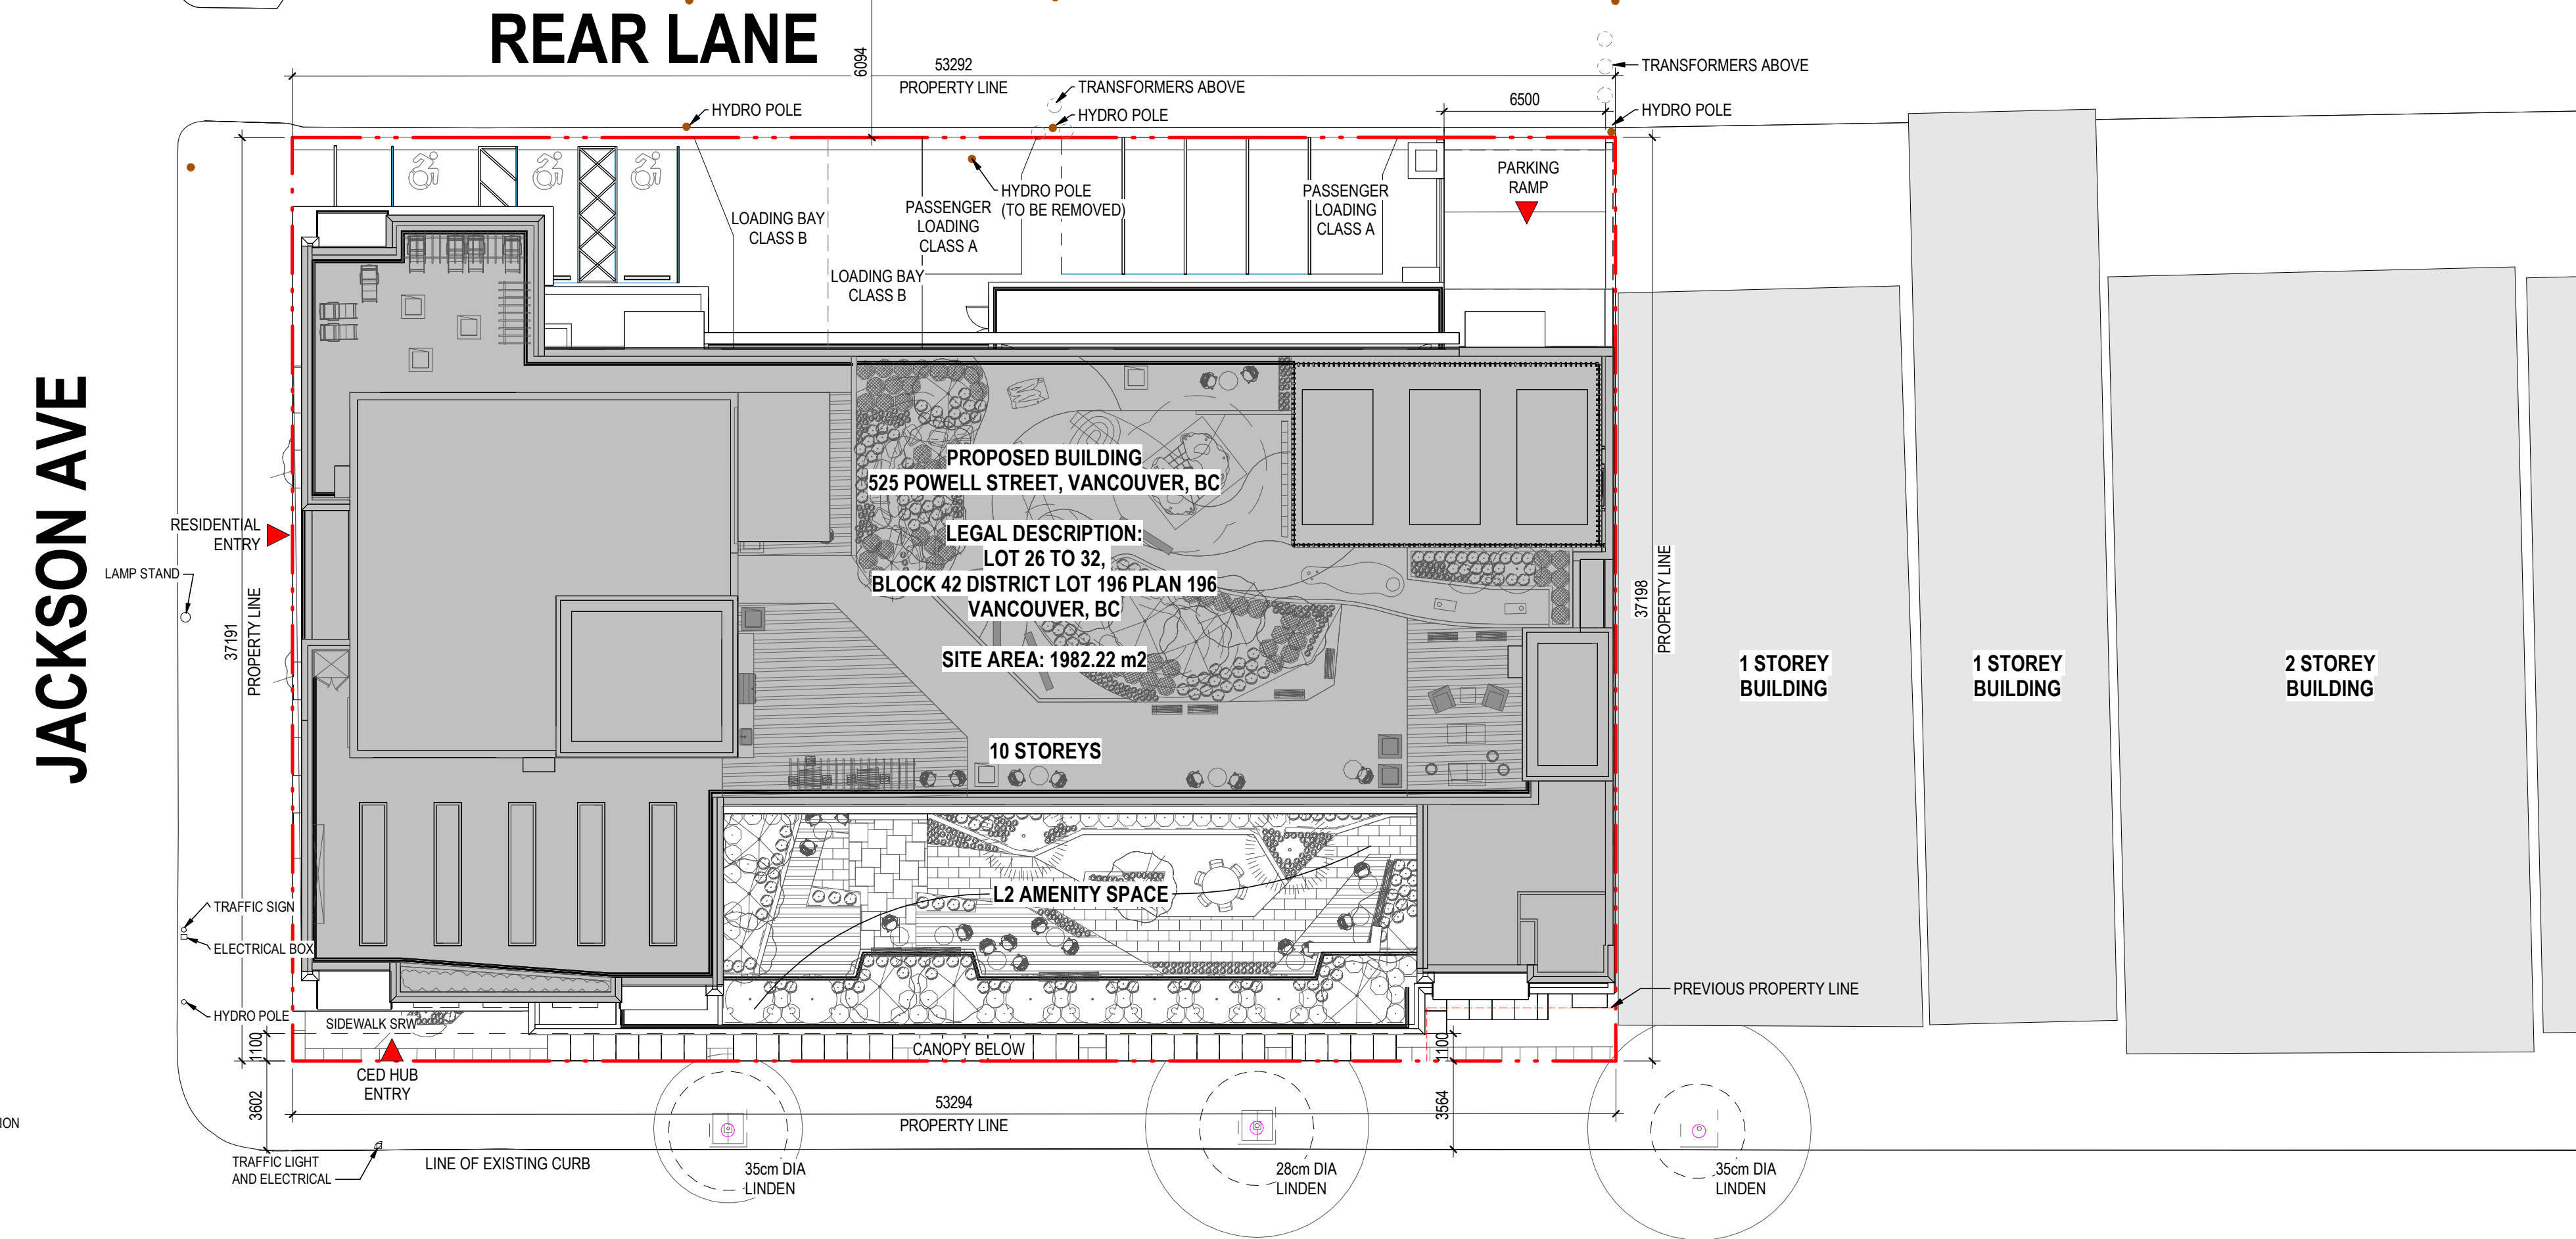 REAR LANE
6094
53292
PROPERTY LINE
TRANSFORMERS ABOVE
TRANSFORMERS ABOVE
HYDRO POLE
HYDRO POLE
6500
HYDRO POLE
PARKING
RAMP
HYDRO POLE
(TO BE REMOVED)
LOADING BAY
CLASS B
PASSENGER
LOADING
CLASS A
PASSENGER
LOADING
CLASS A
LOADING BAY
CLASS B
JACKSON AVE
RESIDENTIAL
ENTRY
LAMP STAND
37191
PROPERTY LINE
PROPOSED BUILDING
525 POWELL STREET, VANCOUVER, BC
LEGAL DESCRIPTION:
LOT 26 TO 32,
BLOCK 42 DISTRICT LOT 196 PLAN 196
VANCOUVER, BC
SITE AREA: 1982.22 m2
10 STOREYS
37198
PROPERTY LINE
1 STOREY
BUILDING
1 STOREY
BUILDING
2 STOREY
BUILDING
L2 AMENITY SPACE
TRAFFIC SIGN
ELECTRICAL BOX
HYDRO POLE
SIDEWALK SRW
PREVIOUS PROPERTY LINE
1100
1100
CANOPY BELOW
CED HUB
ENTRY
3602
53294
PROPERTY LINE
3564
ION
TRAFFIC LIGHT
AND ELECTRICAL
LINE OF EXISTING CURB
35cm DIA
LINDEN
28cm DIA
LINDEN
35cm DIA
LINDEN